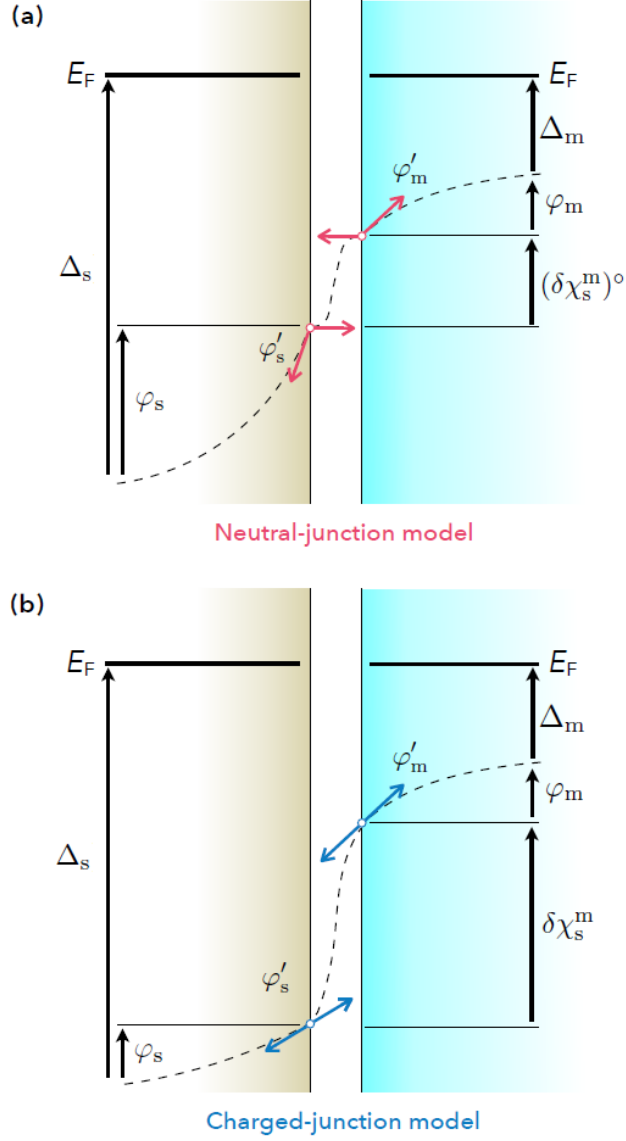 (a)
E_F E_F
Δ_m
φ′_m
φ_m
Δ_s
(δχ_s^m)°
φ′_s
φ_s
Neutral-junction model
(b)
E_F E_F
Δ_m
φ′_m
φ_m
Δ_s
δχ_s^m
φ′_s
φ_s
Charged-junction model